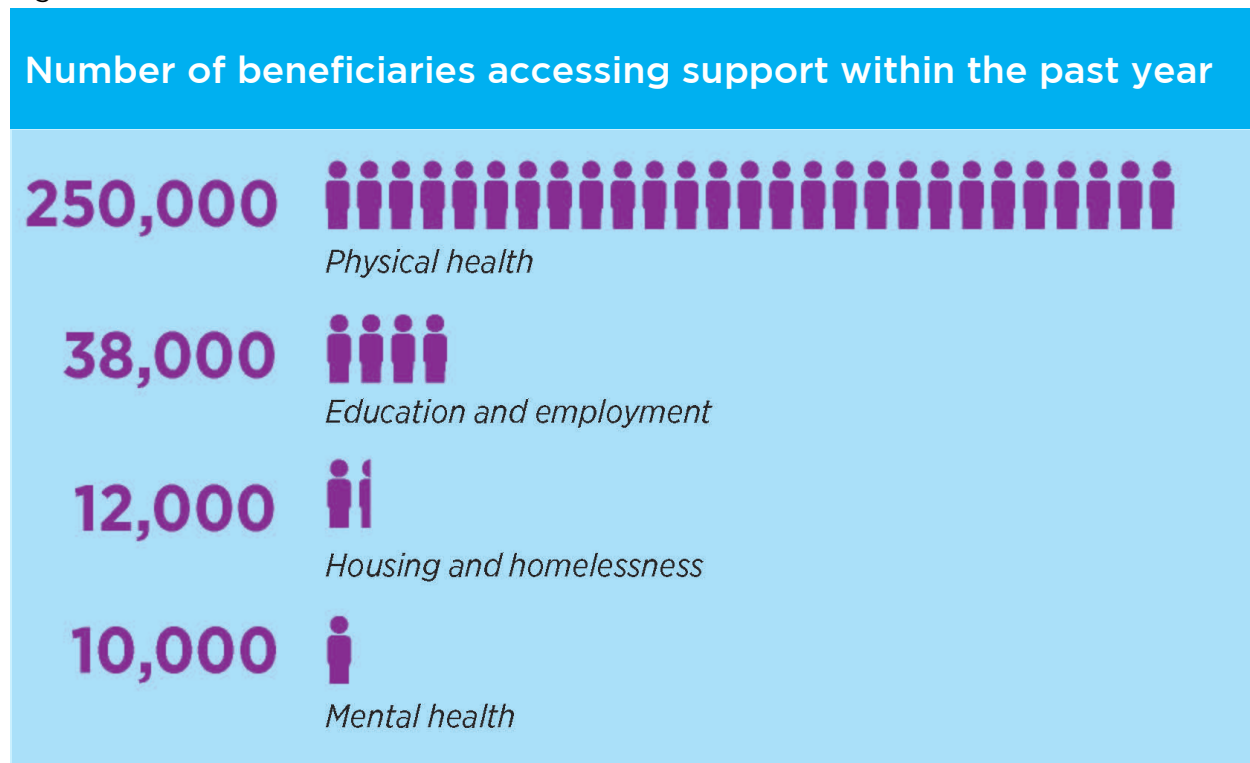 Number of beneficiaries accessing support within the past year
250,000
Physical health
38,000
Education and employment
12,000
Housing and homelessness
10,000
Mental health